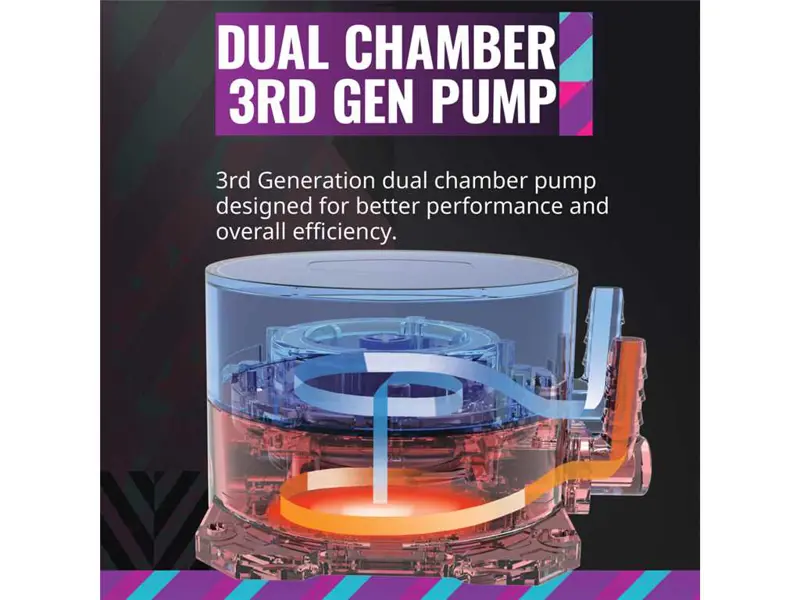 DUAL CHAMBER
3RD GEN PUMP
3rd Generation dual chamber pump
designed for better performance and
overall efficiency.